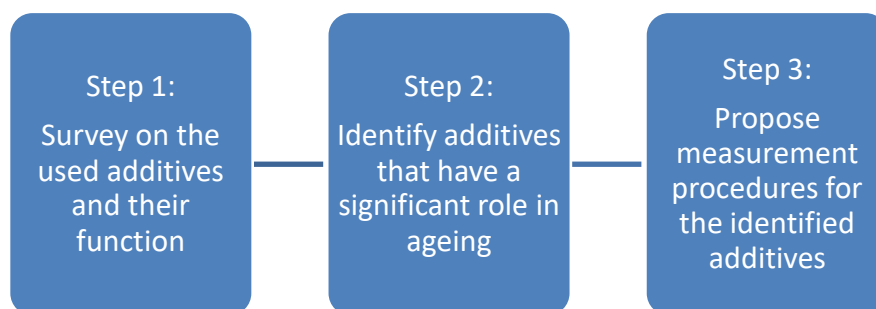 Step 1:
Survey on the
used additives
and their
function
Step 2:
Identify additives
that have a
significant role in
ageing
Step 3:
Propose
measurement
procedures for
the identified
additives